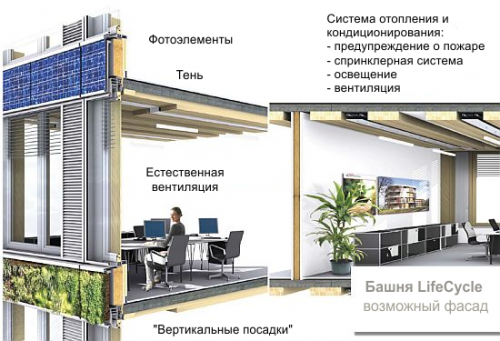 Фотоэлементы
Тень
Естественная
вентиляция
"Вертикальные посадки"
Система отопления и
кондиционирования:
- предупреждение о пожаре
- спринклерная система
- освещение
- вентиляция
Башня LifeCycle
возможный фасад